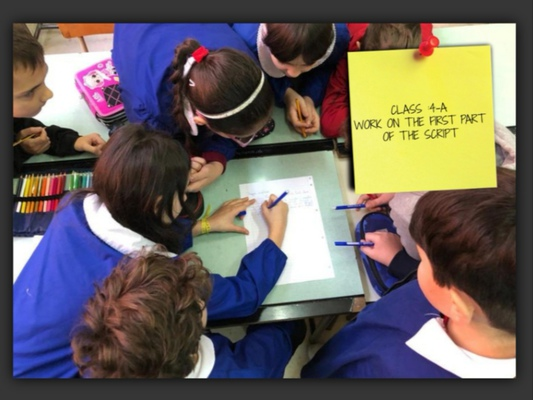 CLASS 4-A
WORK ON THE FIRST PART
OF THE SCRIPT